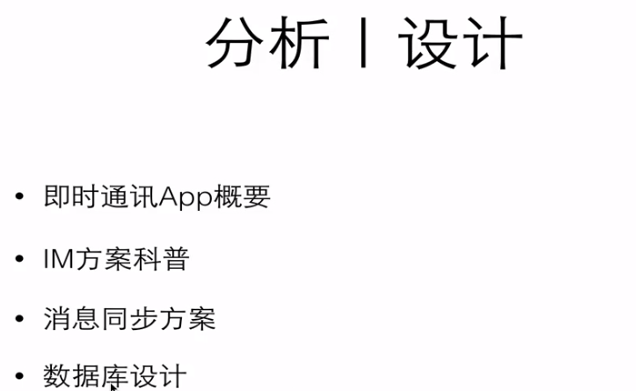 分析 | 设计
• 即时通讯App概要
• IM方案科普
• 消息同步方案
• 数据库设计